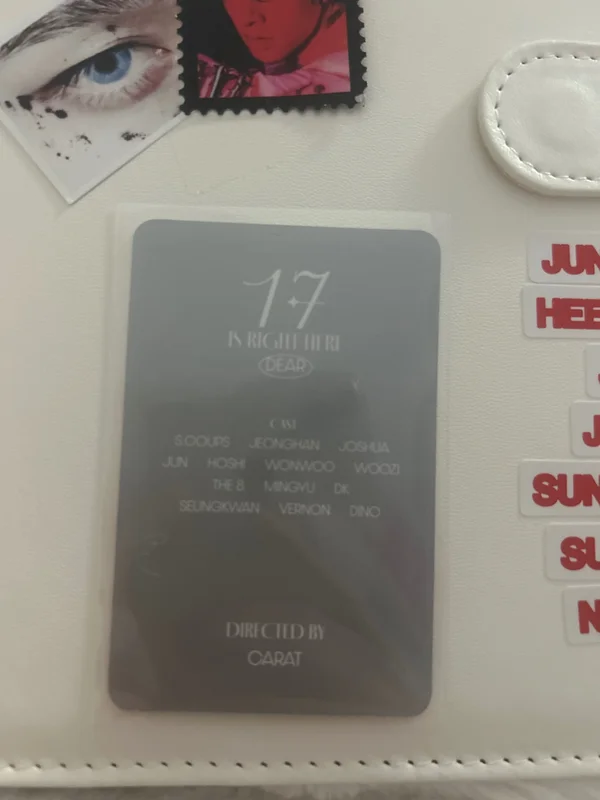 17
IS RIGHT HERE
DEAR
CAST
S.COUPS JEONGHAN JOSHUA
JUN HOSHI WONWOO WOOZI
THE 8 MINGYU DK
SEUNGKWAN VERNON DINO
DIRECTED BY
CARAT
JUN
HEE
J
J
SUN
SU
N